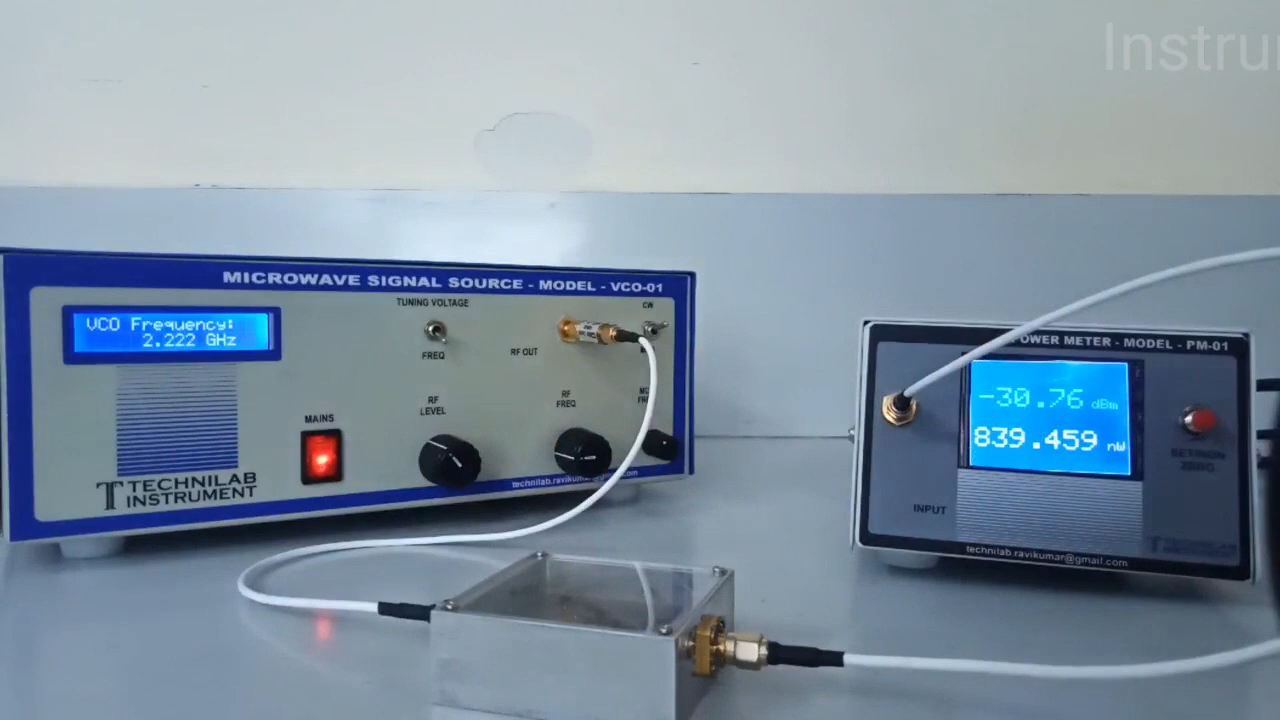 Instru
MICROWAVE SIGNAL SOURCE - MODEL - VCO-01
VCO Frequency:
2.222 GHz
TUNING VOLTAGE
FREQ
RF OUT
CW
MAINS
RF
LEVEL
RF
FREQ
TECHNILAB
INSTRUMENT
POWER METER - MODEL - PM-01
-30.76 dBm
839.459 nW
INPUT
technilab.ravikumar@gmail.com